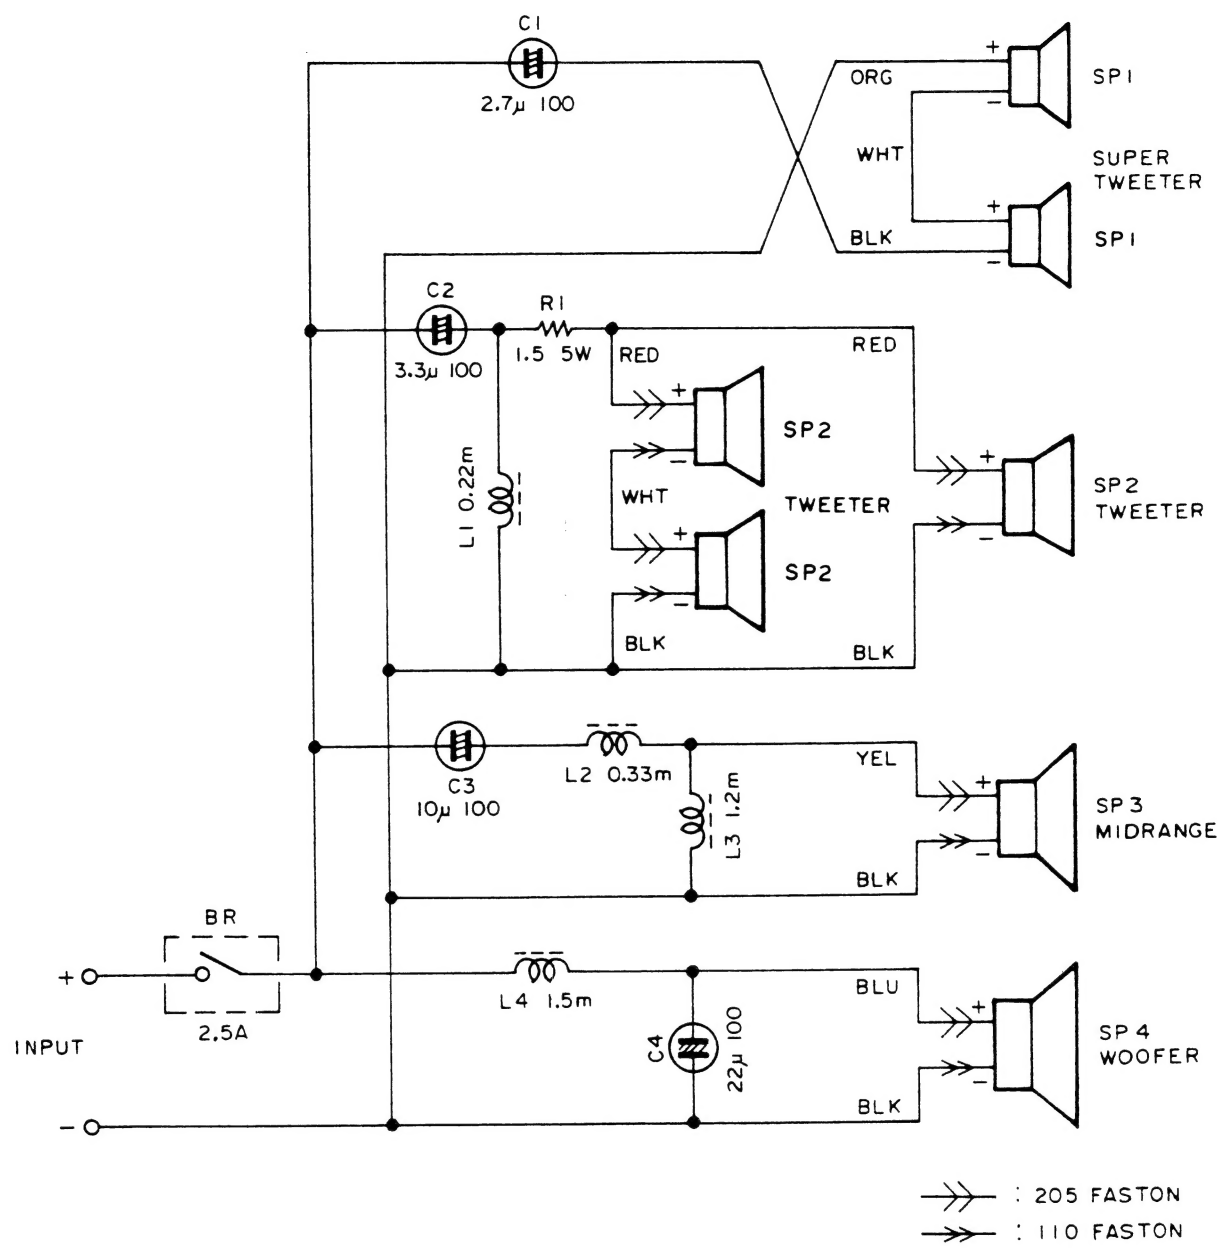 C1
2.7µ 100
ORG
+
−
SP1
WHT
SUPER
TWEETER
+
−
SP1
BLK
C2
3.3µ 100
R1
1.5 5W
RED
RED
+
−
SP2
L1 0.22m
WHT
TWEETER
+
−
SP2
TWEETER
+
−
SP2
BLK
BLK
C3
10µ 100
L2 0.33m
YEL
L3 1.2m
+
−
SP3
MIDRANGE
BLK
BR
+
2.5A
INPUT
−
L4 1.5m
BLU
C4
22µ 100
+
−
SP4
WOOFER
BLK
: 205 FASTON
: 110 FASTON